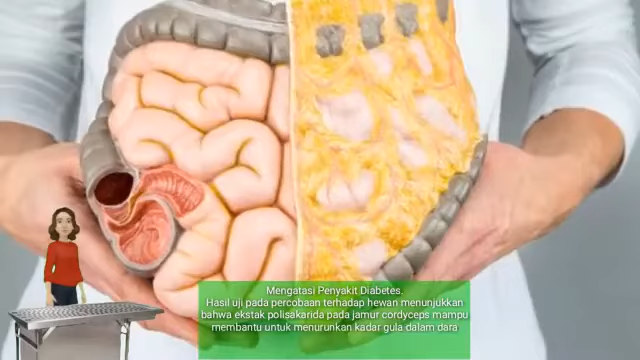 Mengatasi Penyakit Diabetes.
Hasil uji pada percobaan terhadap hewan menunjukkan
bahwa ekstak polisakarida pada jamur cordyceps mampu
membantu untuk menurunkan kadar gula dalam dara